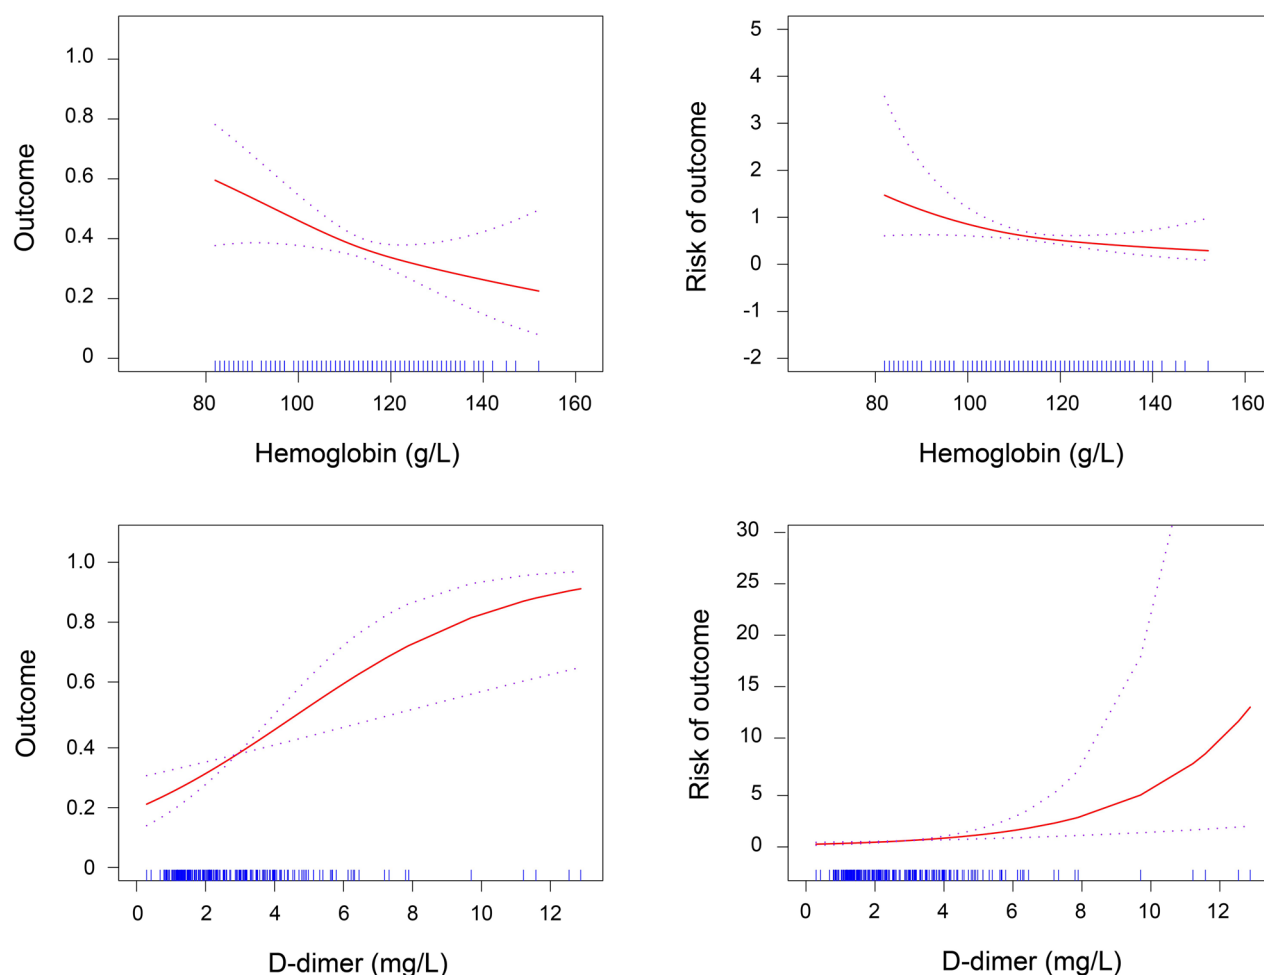 Outcome
1.0
0.8
0.6
0.4
0.2
0
80 100 120 140 160
Hemoglobin (g/L)
Risk of outcome
5
4
3
2
1
0
-1
-2
80 100 120 140 160
Hemoglobin (g/L)
Outcome
1.0
0.8
0.6
0.4
0.2
0
0 2 4 6 8 10 12
D-dimer (mg/L)
Risk of outcome
30
25
20
15
10
5
0
0 2 4 6 8 10 12
D-dimer (mg/L)